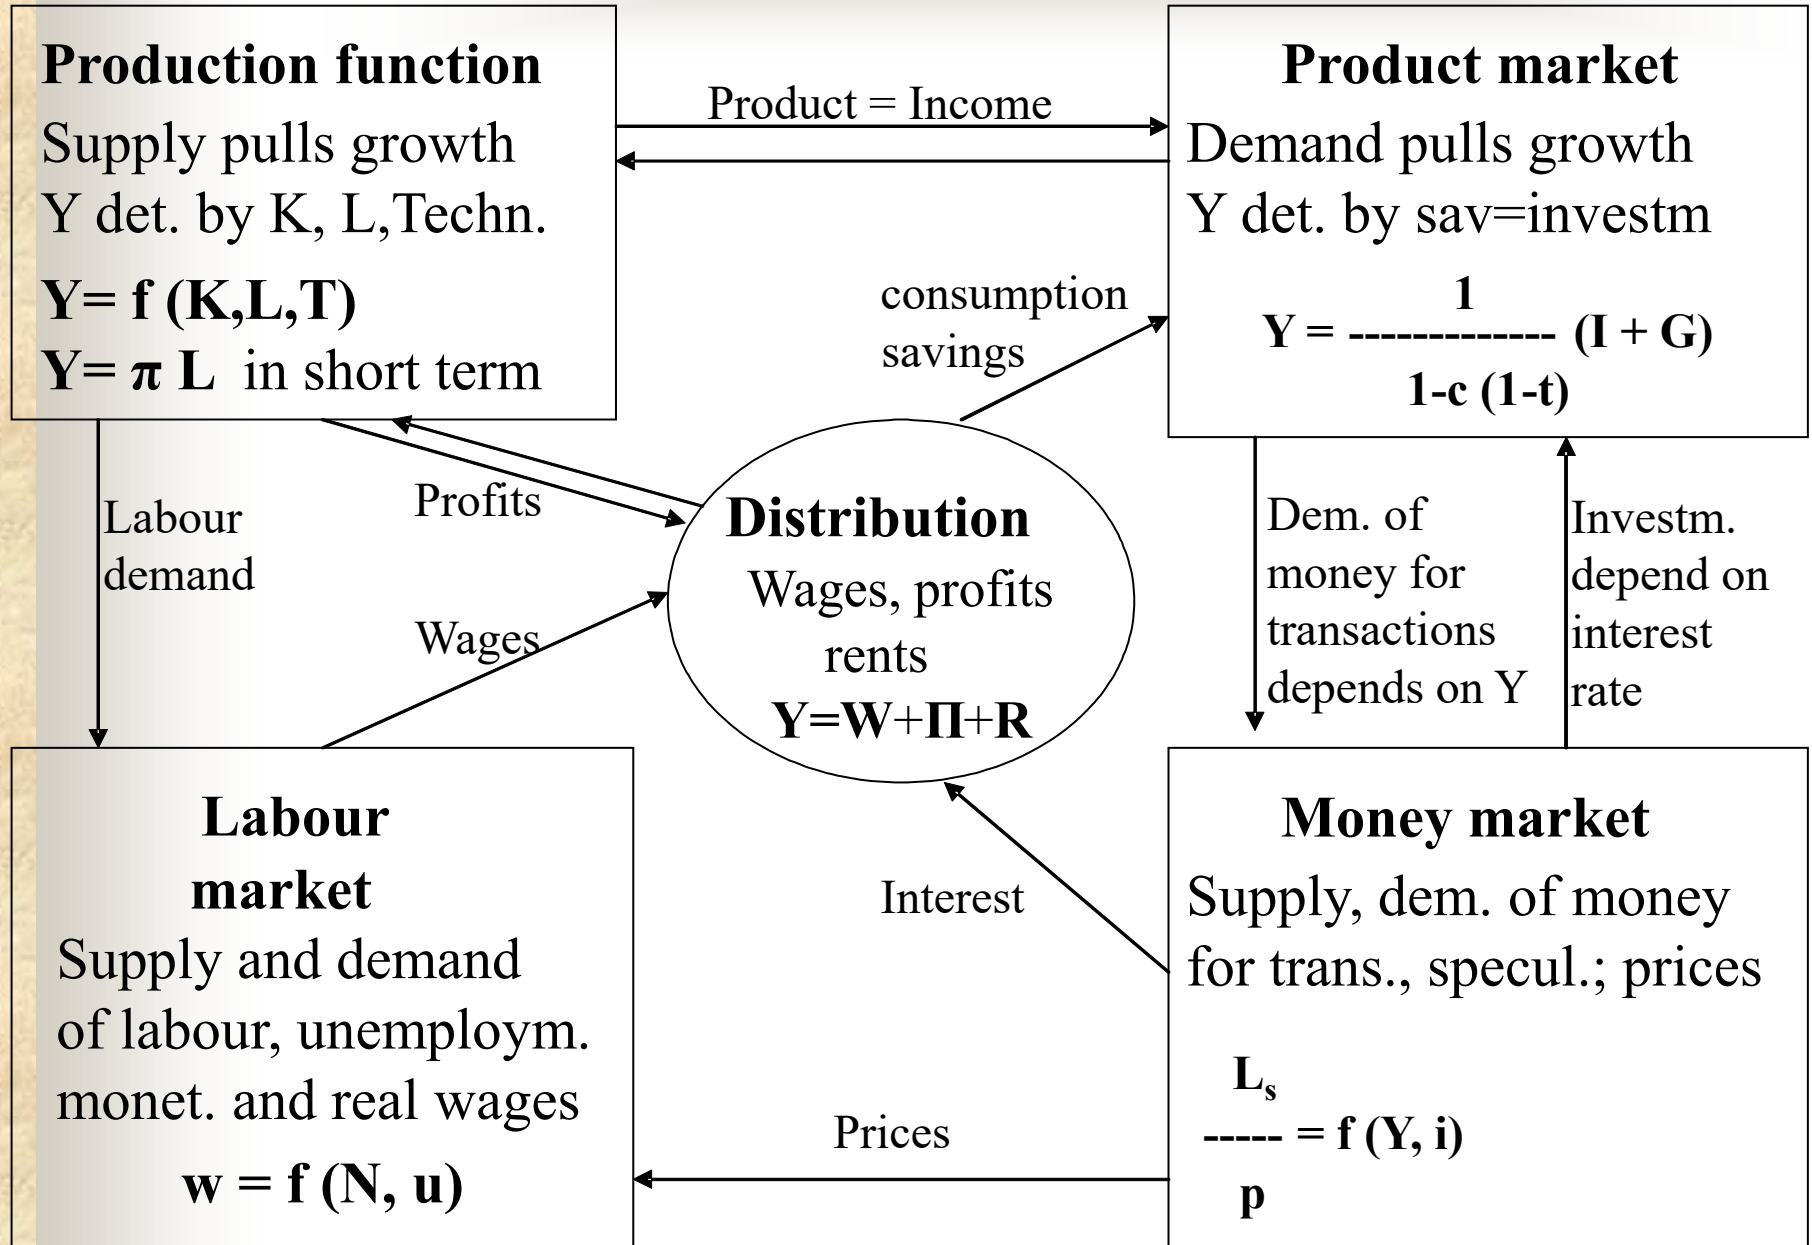 Production function
Supply pulls growth
Y det. by K, L,Techn.
Y= f (K,L,T)
Y= π L in short term
Product = Income
Product market
Demand pulls growth
Y det. by sav=investm
1
Y = ------------- (I + G)
1-c (1-t)
consumption
savings
Labour
demand
Profits
Wages
Distribution
Wages, profits
rents
Y=W+Π+R
Dem. of
money for
transactions
depends on Y
Investm.
depend on
interest
rate
Labour
market
Supply and demand
of labour, unemploym.
monet. and real wages
w = f (N, u)
Interest
Prices
Money market
Supply, dem. of money
for trans., specul.; prices
Ls
----- = f (Y, i)
p